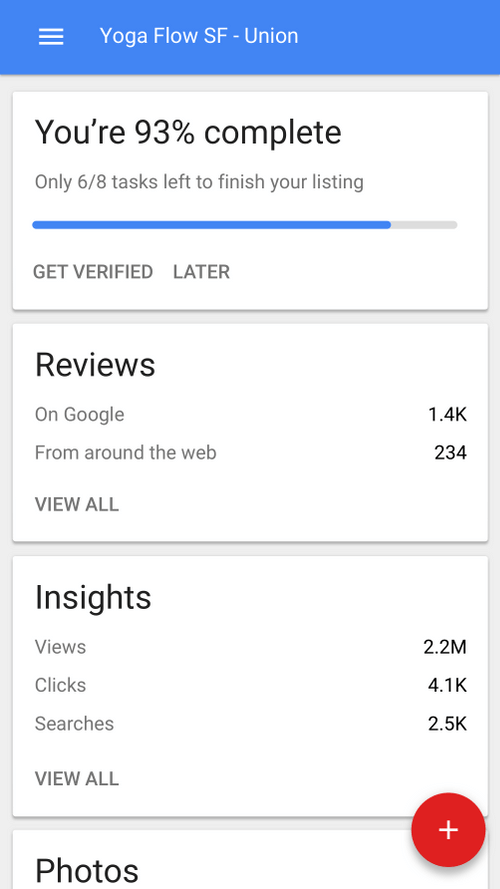 Yoga Flow SF - Union
You’re 93% complete
Only 6/8 tasks left to finish your listing
GET VERIFIED LATER
Reviews
On Google 1.4K
From around the web 234
VIEW ALL
Insights
Views 2.2M
Clicks 4.1K
Searches 2.5K
VIEW ALL
+
Photos